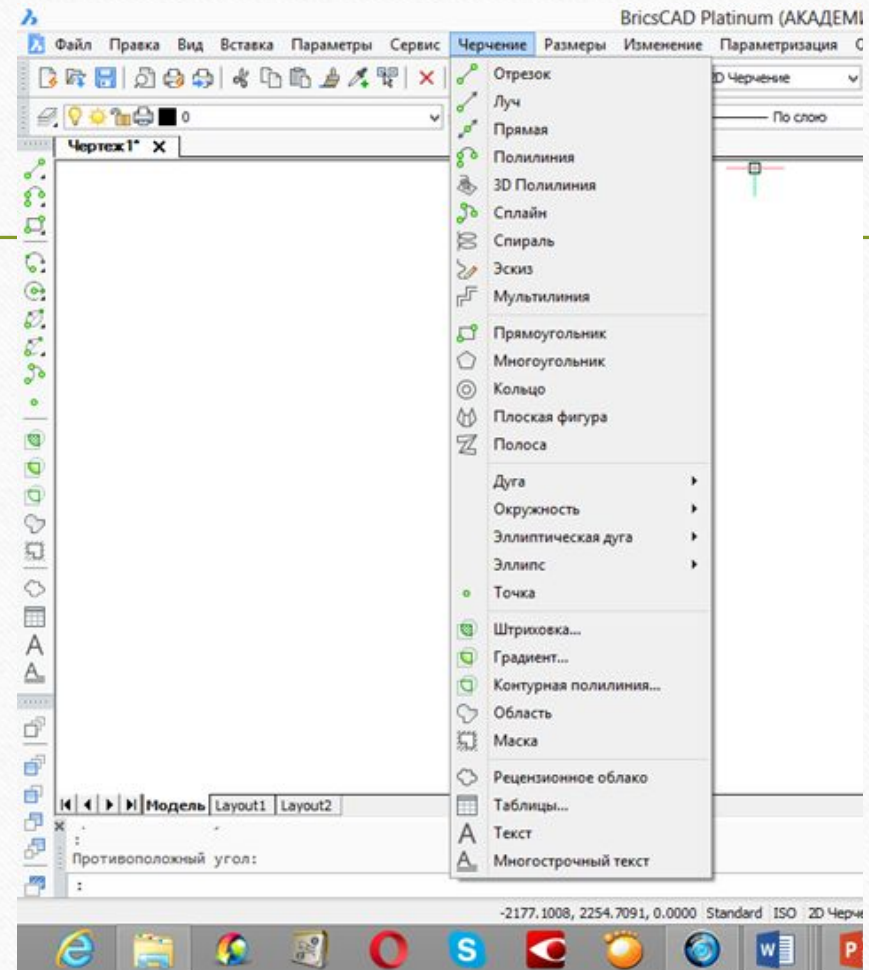 BricsCAD Platinum (АКАДЕМИ
Файл Правка Вид Вставка Параметры Сервис Черчение Размеры Изменение Параметризация
2D Черчение
0
По слою
Чертеж1* X
Отрезок
Луч
Прямая
Полилиния
3D Полилиния
Сплайн
Спираль
Эскиз
Мультилиния
Прямоугольник
Многоугольник
Кольцо
Плоская фигура
Полоса
Дуга
Окружность
Эллиптическая дуга
Эллипс
Точка
Штриховка...
Градиент...
Контурная полилиния...
Область
Маска
Рецензионное облако
Таблицы...
A Текст
A Многострочный текст
Модель Layout1 Layout2
:
Противоположный угол:
:
-2177.1008, 2254.7091, 0.0000 Standard ISO 2D Черче